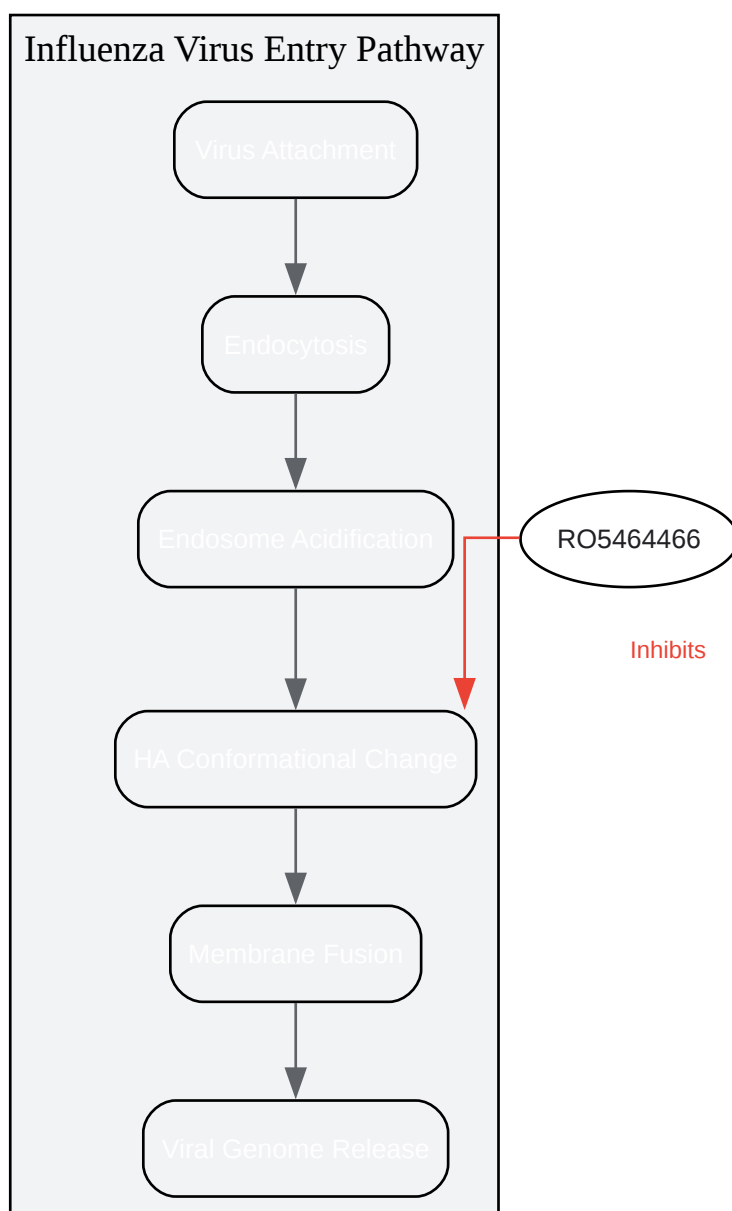 Influenza Virus Entry Pathway
Virus Attachment
Endocytosis
Endosome Acidification
RO5464466
Inhibits
HA Conformational Change
Membrane Fusion
Viral Genome Release